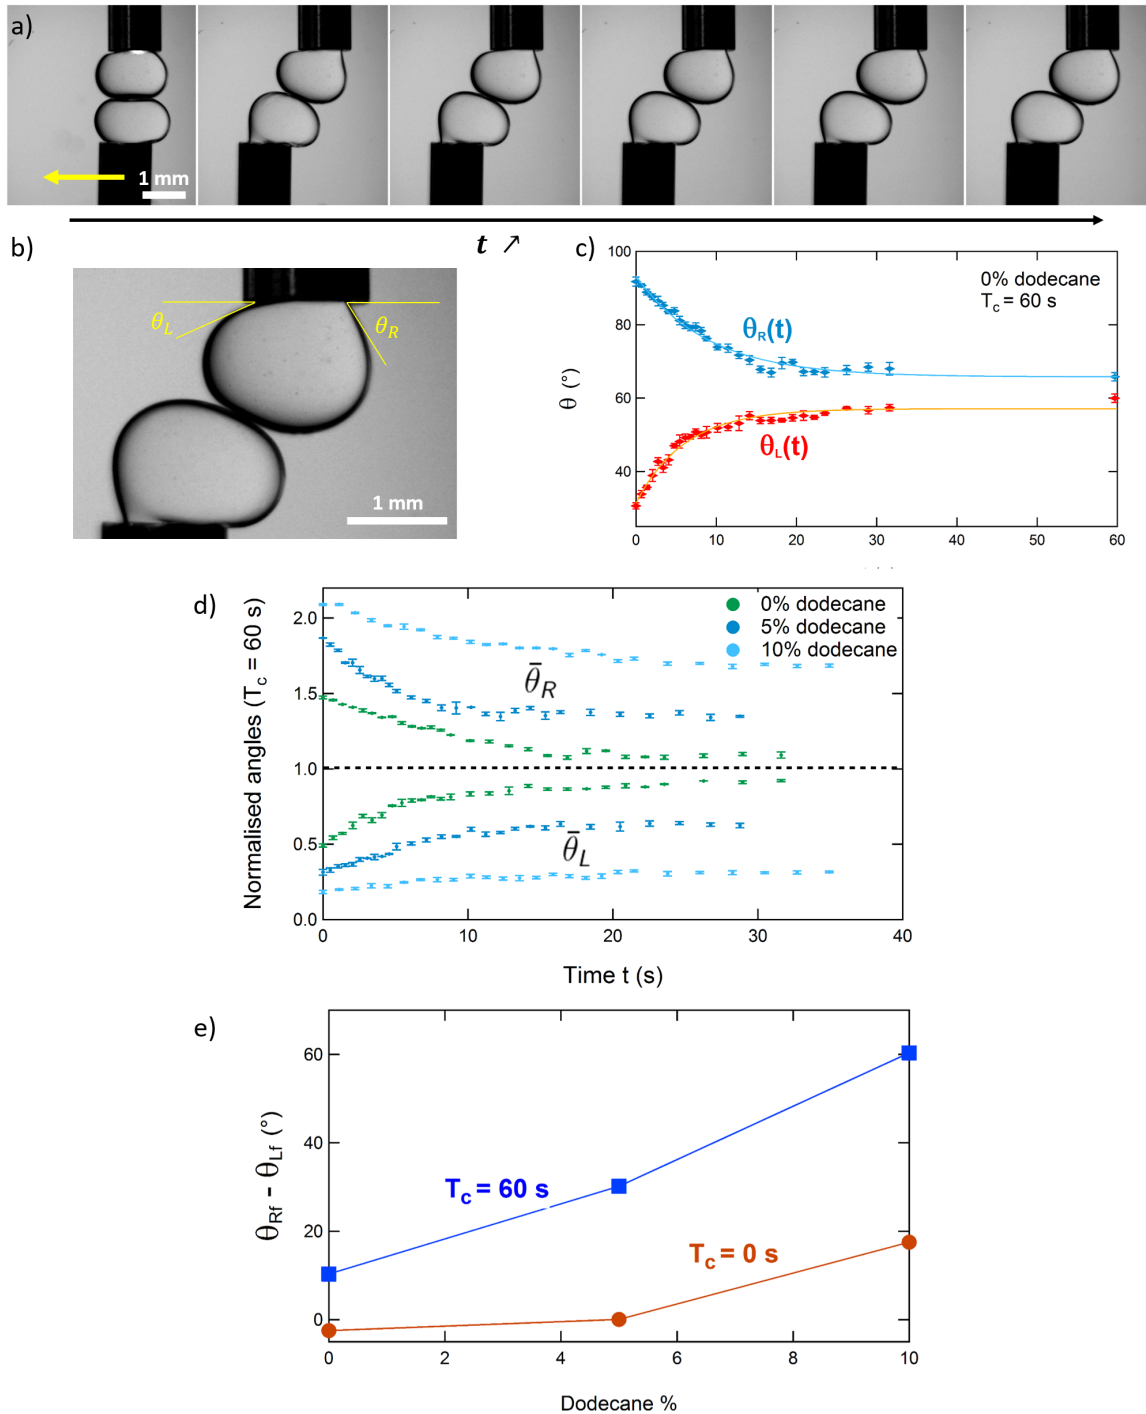 a)
1 mm
t ↗
b)
θL
θR
1 mm
c)
100
80
60
40
θ (°)
0% dodecane
Tc = 60 s
θR(t)
θL(t)
0 10 20 30 40 50 60
d)
2.0
1.5
1.0
0.5
0.0
Normalised angles (Tc = 60 s)
0% dodecane
5% dodecane
10% dodecane
θ̄R
θ̄L
0 10 20 30 40
Time t (s)
e)
60
40
20
0
θRf - θLf (°)
Tc = 60 s
Tc = 0 s
0 2 4 6 8 10
Dodecane %